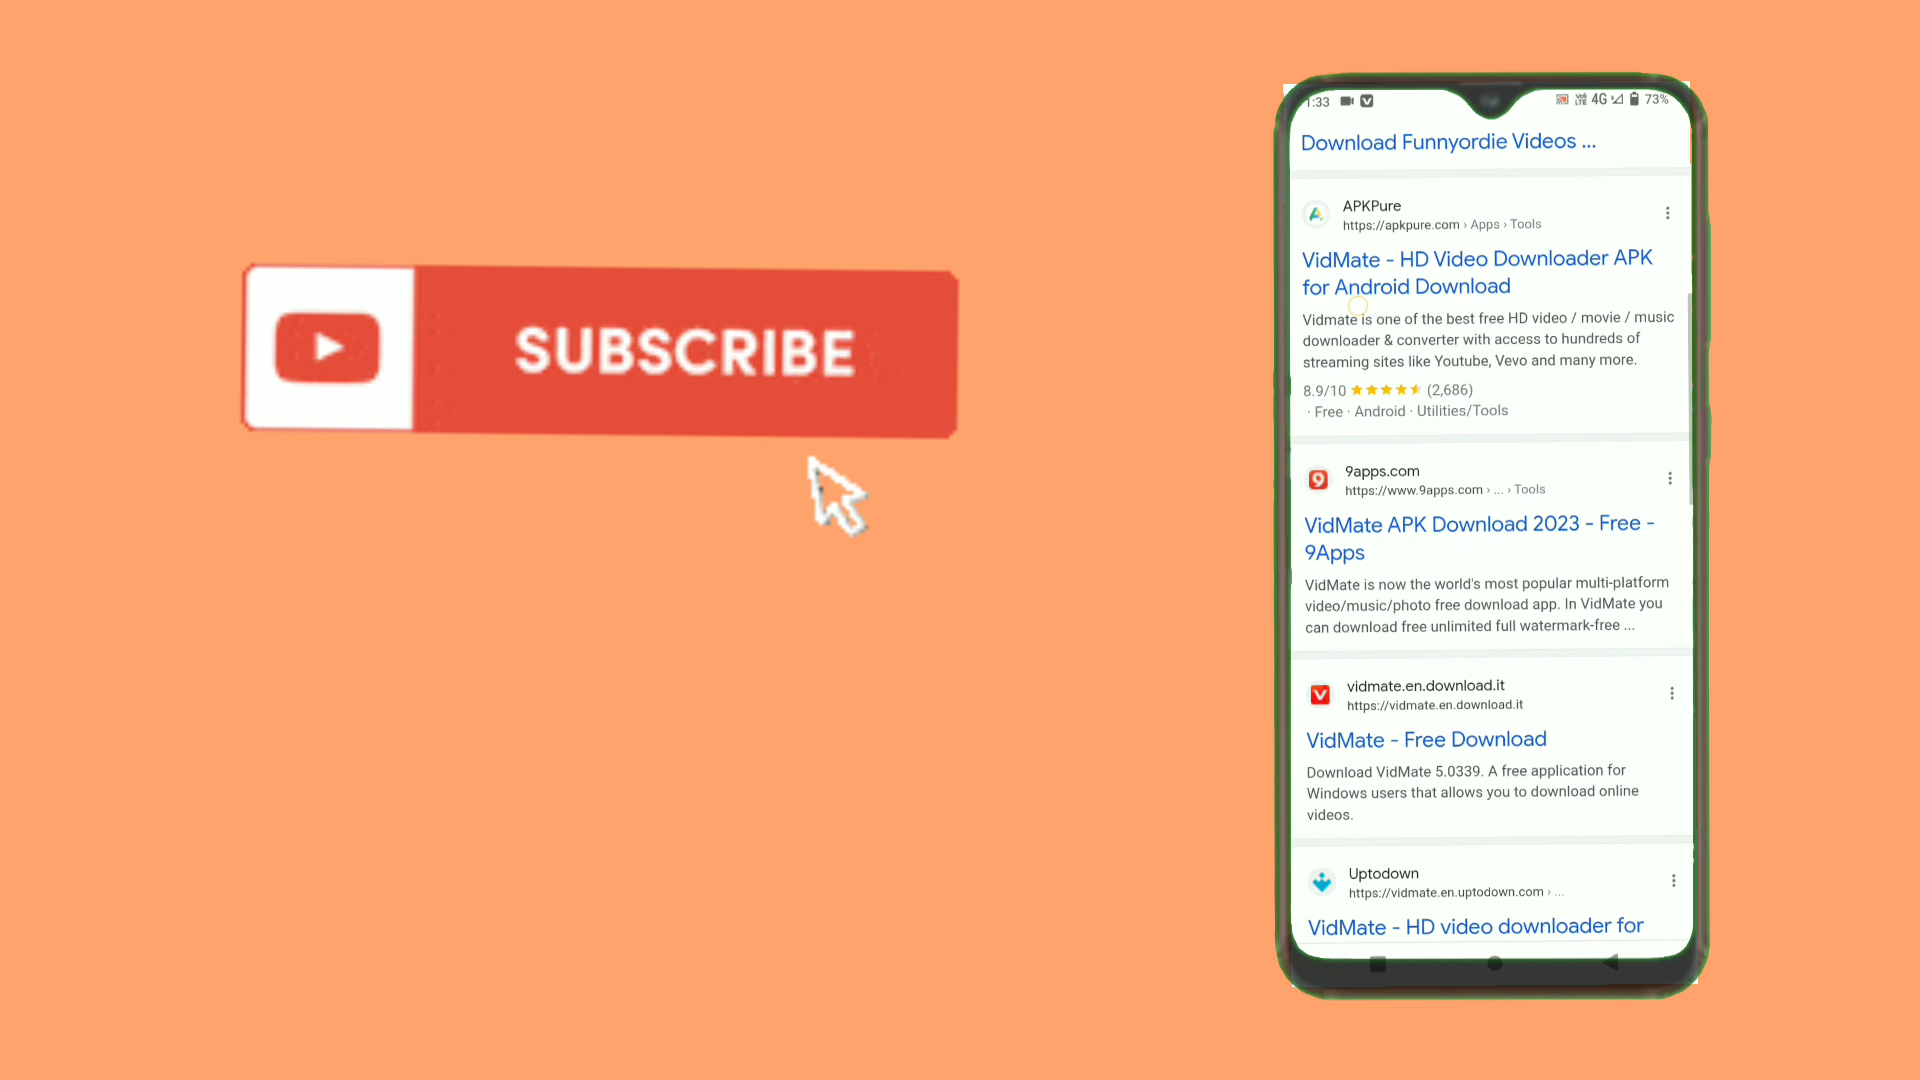 SUBSCRIBE
1:33
4G 73%
Download Funnyordie Videos ...
APKPure
https://apkpure.com › Apps › Tools
VidMate - HD Video Downloader APK
for Android Download
Vidmate is one of the best free HD video / movie / music
downloader & converter with access to hundreds of
streaming sites like Youtube, Vevo and many more.
8.9/10 (2,686)
· Free · Android · Utilities/Tools
9apps.com
https://www.9apps.com › ... › Tools
VidMate APK Download 2023 - Free -
9Apps
VidMate is now the world's most popular multi-platform
video/music/photo free download app. In VidMate you
can download free unlimited full watermark-free ...
vidmate.en.download.it
https://vidmate.en.download.it
VidMate - Free Download
Download VidMate 5.0339. A free application for
Windows users that allows you to download online
videos.
Uptodown
https://vidmate.en.uptodown.com › ...
VidMate - HD video downloader for